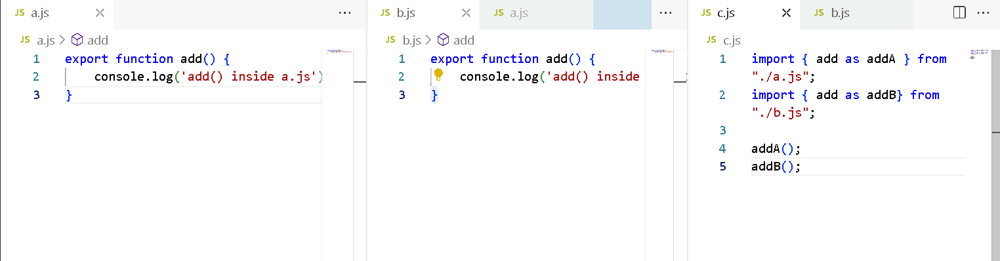 JS a.js
JS a.js > add
1 export function add() {
2 console.log('add() inside a.js')
3 }
JS b.js JS a.js
JS b.js > add
1 export function add() {
2 console.log('add() inside
3 }
JS c.js JS b.js
JS c.js
1 import { add as addA } from
"./a.js";
2 import { add as addB} from
"./b.js";
3
4 addA();
5 addB();